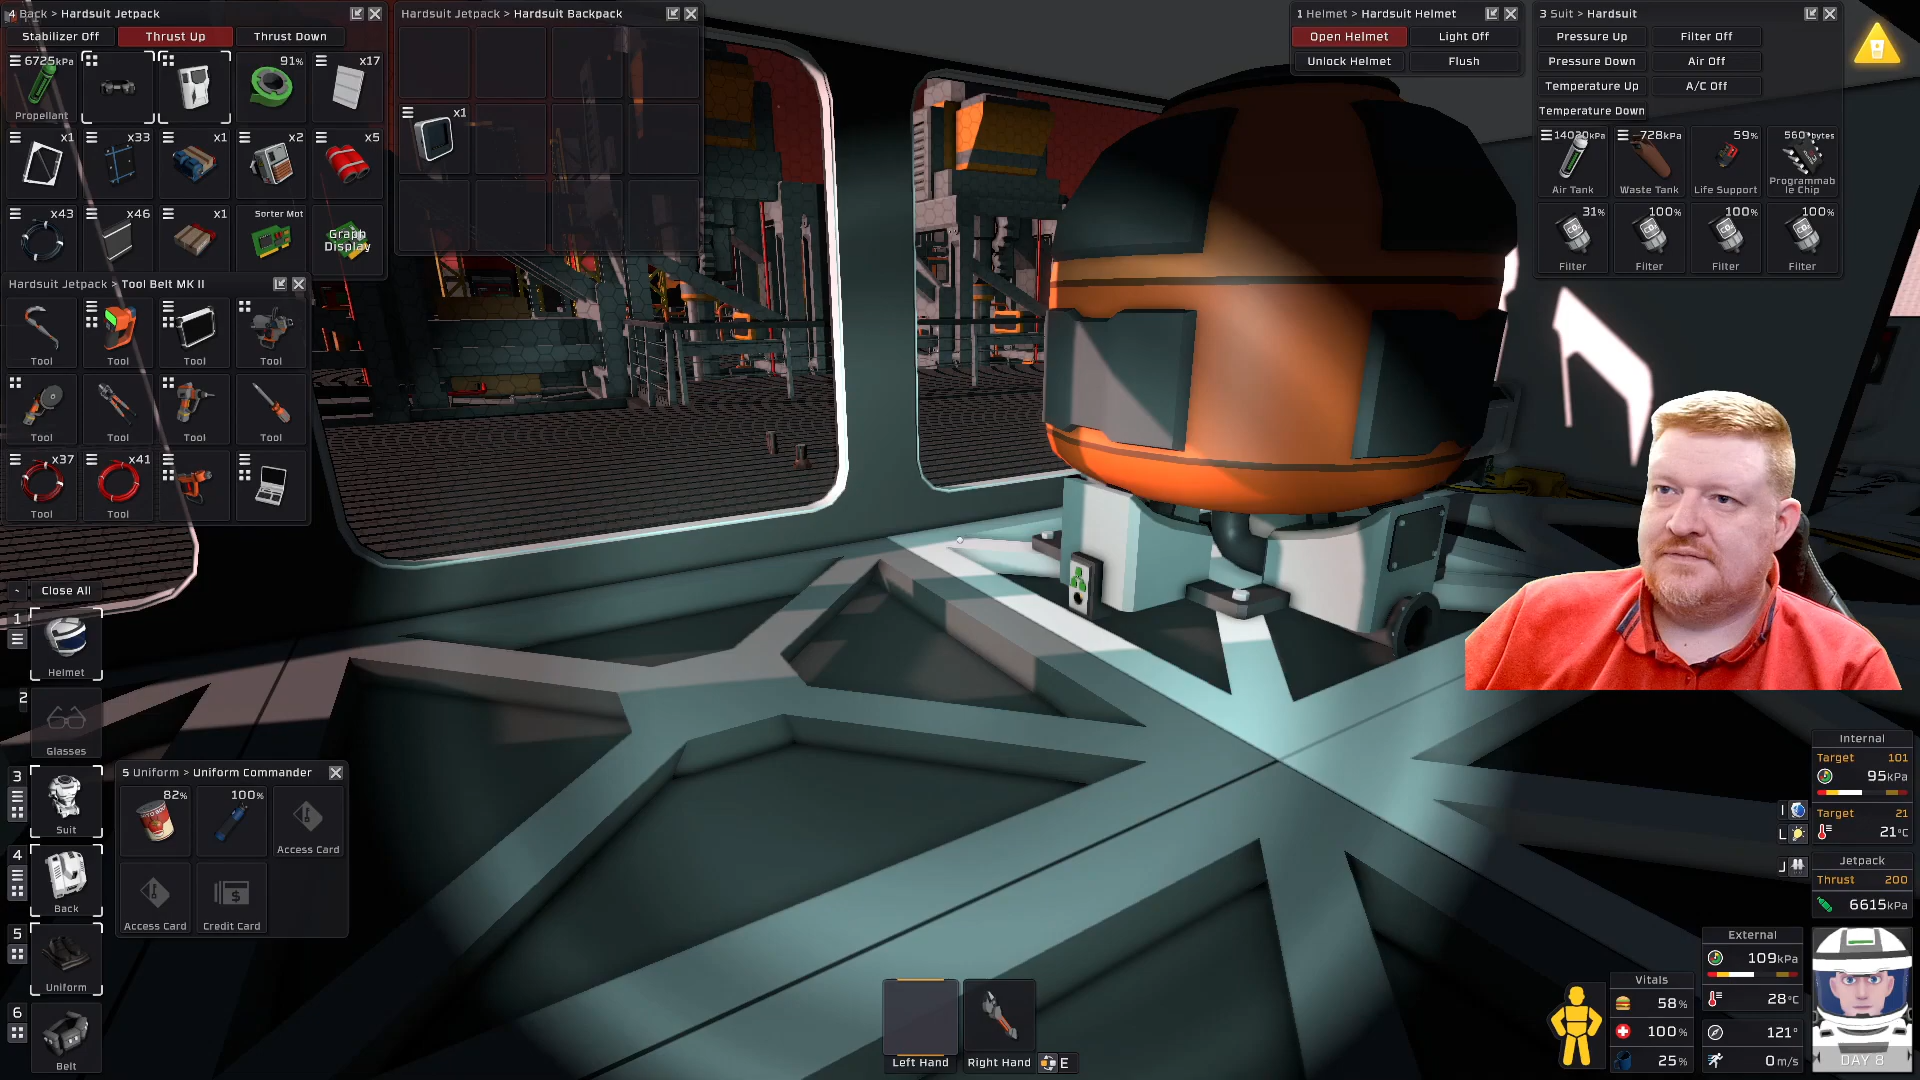 4 Back > Hardsuit Jetpack
Stabilizer Off
Thrust Up
Thrust Down
6725kPa
91%
x17
Propellant
x1
x33
x1
x2
x5
x43
x46
x1
Sorter Mot
Graph
Display
Hardsuit Jetpack > Hardsuit Backpack
x1
Hardsuit Jetpack > Tool Belt MK II
Tool
Tool
Tool
Tool
Tool
Tool
Tool
Tool
x37
x41
Tool
Tool
1 Helmet > Hardsuit Helmet
Open Helmet
Light Off
Unlock Helmet
Flush
3 Suit > Hardsuit
Pressure Up
Filter Off
Pressure Down
Air Off
Temperature Up
A/C Off
Temperature Down
14020kPa
728kPa
59%
560 bytes
Air Tank
Waste Tank
Life Support
Programmab
le Chip
31%
100%
100%
100%
Filter
Filter
Filter
Filter
~ Close All
1
Helmet
2
Glasses
3
Suit
4
Back
5
Uniform
6
Belt
5 Uniform > Uniform Commander
82%
100%
Access Card
Access Card
Credit Card
Left Hand
Right Hand
E
Internal
Target 101
95kPa
Target 21
21°C
I
L
J
Jetpack
Thrust 200
6615kPa
External
109kPa
28°C
121°
0m/s
Vitals
58%
100%
25%
DAY 8